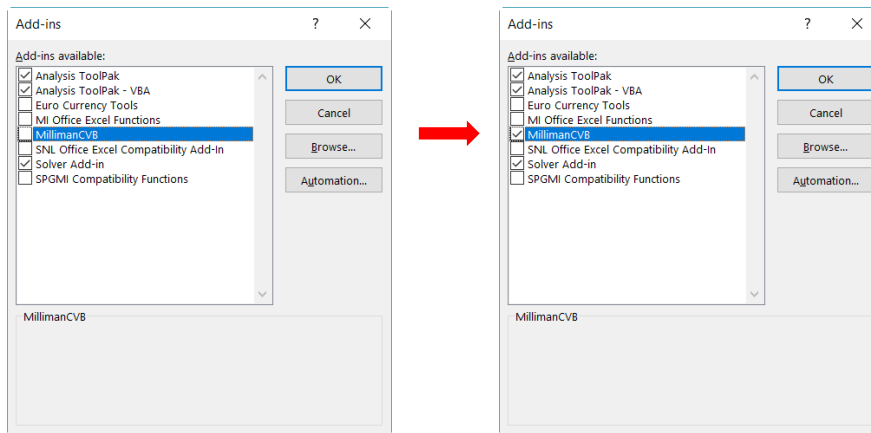 Add-ins ? ×
Add-ins available:
Analysis ToolPak
Analysis ToolPak - VBA
Euro Currency Tools
MI Office Excel Functions
MillimanCVB
SNL Office Excel Compatibility Add-In
Solver Add-in
SPGMI Compatibility Functions
OK
Cancel
Browse...
Automation...
MillimanCVB
Add-ins ? ×
Add-ins available:
Analysis ToolPak
Analysis ToolPak - VBA
Euro Currency Tools
MI Office Excel Functions
MillimanCVB
SNL Office Excel Compatibility Add-In
Solver Add-in
SPGMI Compatibility Functions
OK
Cancel
Browse...
Automation...
MillimanCVB